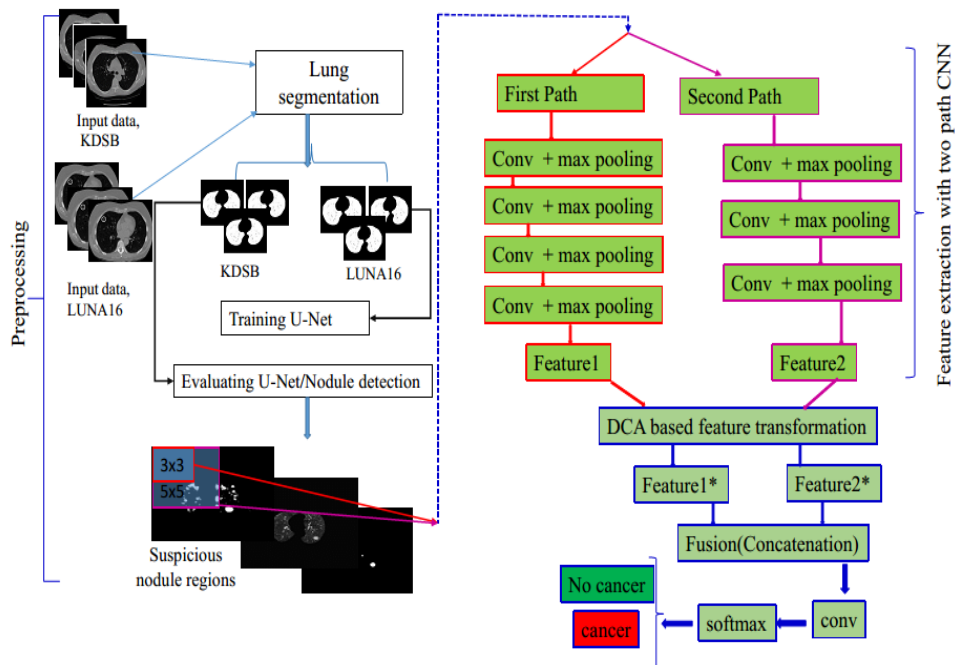 Preprocessing
Input data,
KDSB
Lung
segmentation
Input data,
LUNA16
KDSB
LUNA16
Training U-Net
Evaluating U-Net/Nodule detection
3x3
5x5
Suspicious
nodule regions
First Path
Conv + max pooling
Conv + max pooling
Conv + max pooling
Conv + max pooling
Feature1
Second Path
Conv + max pooling
Conv + max pooling
Conv + max pooling
Feature2
Feature extraction with two path CNN
DCA based feature transformation
Feature1*
Feature2*
Fusion(Concatenation)
conv
softmax
No cancer
cancer